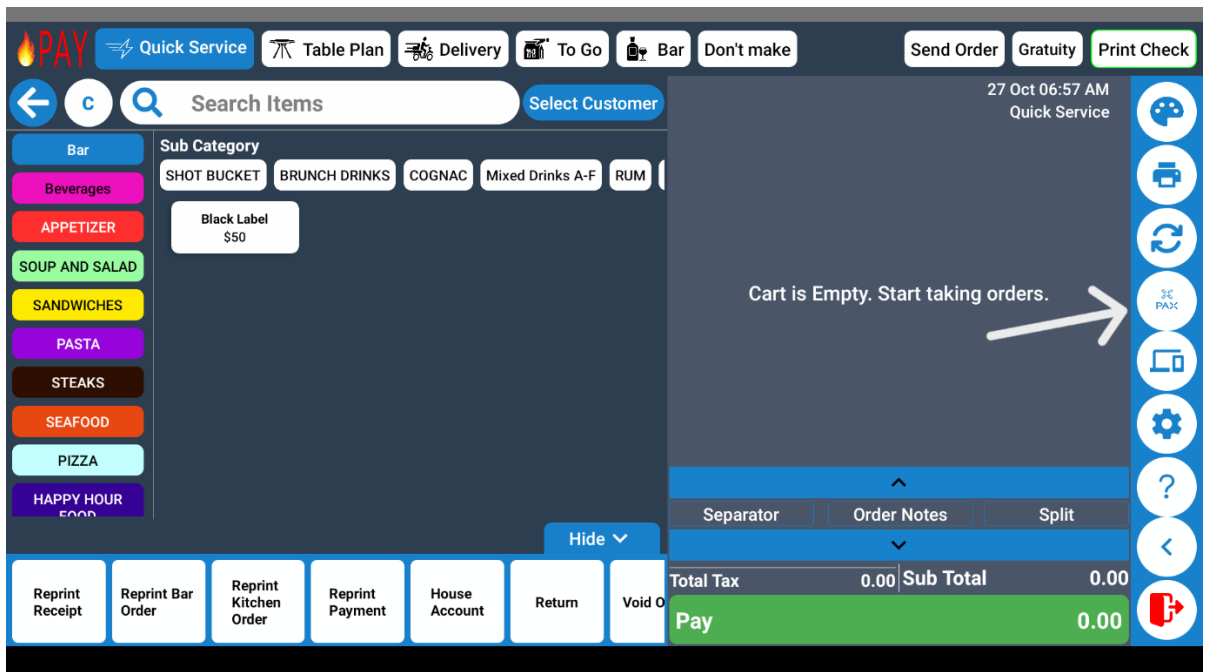 PAY
Quick Service
Table Plan
Delivery
To Go
Bar
Don't make
Send Order
Gratuity
Print Check
C
Search Items
Select Customer
27 Oct 06:57 AM
Quick Service
Bar
Beverages
APPETIZER
SOUP AND SALAD
SANDWICHES
PASTA
STEAKS
SEAFOOD
PIZZA
HAPPY HOUR
FOOD
Sub Category
SHOT BUCKET
BRUNCH DRINKS
COGNAC
Mixed Drinks A-F
RUM
Black Label
$50
Cart is Empty. Start taking orders.
PAX
?
Separator
Order Notes
Split
Hide
Total Tax 0.00
Sub Total 0.00
Pay 0.00
Reprint
Receipt
Reprint Bar
Order
Reprint
Kitchen
Order
Reprint
Payment
House
Account
Return
Void O